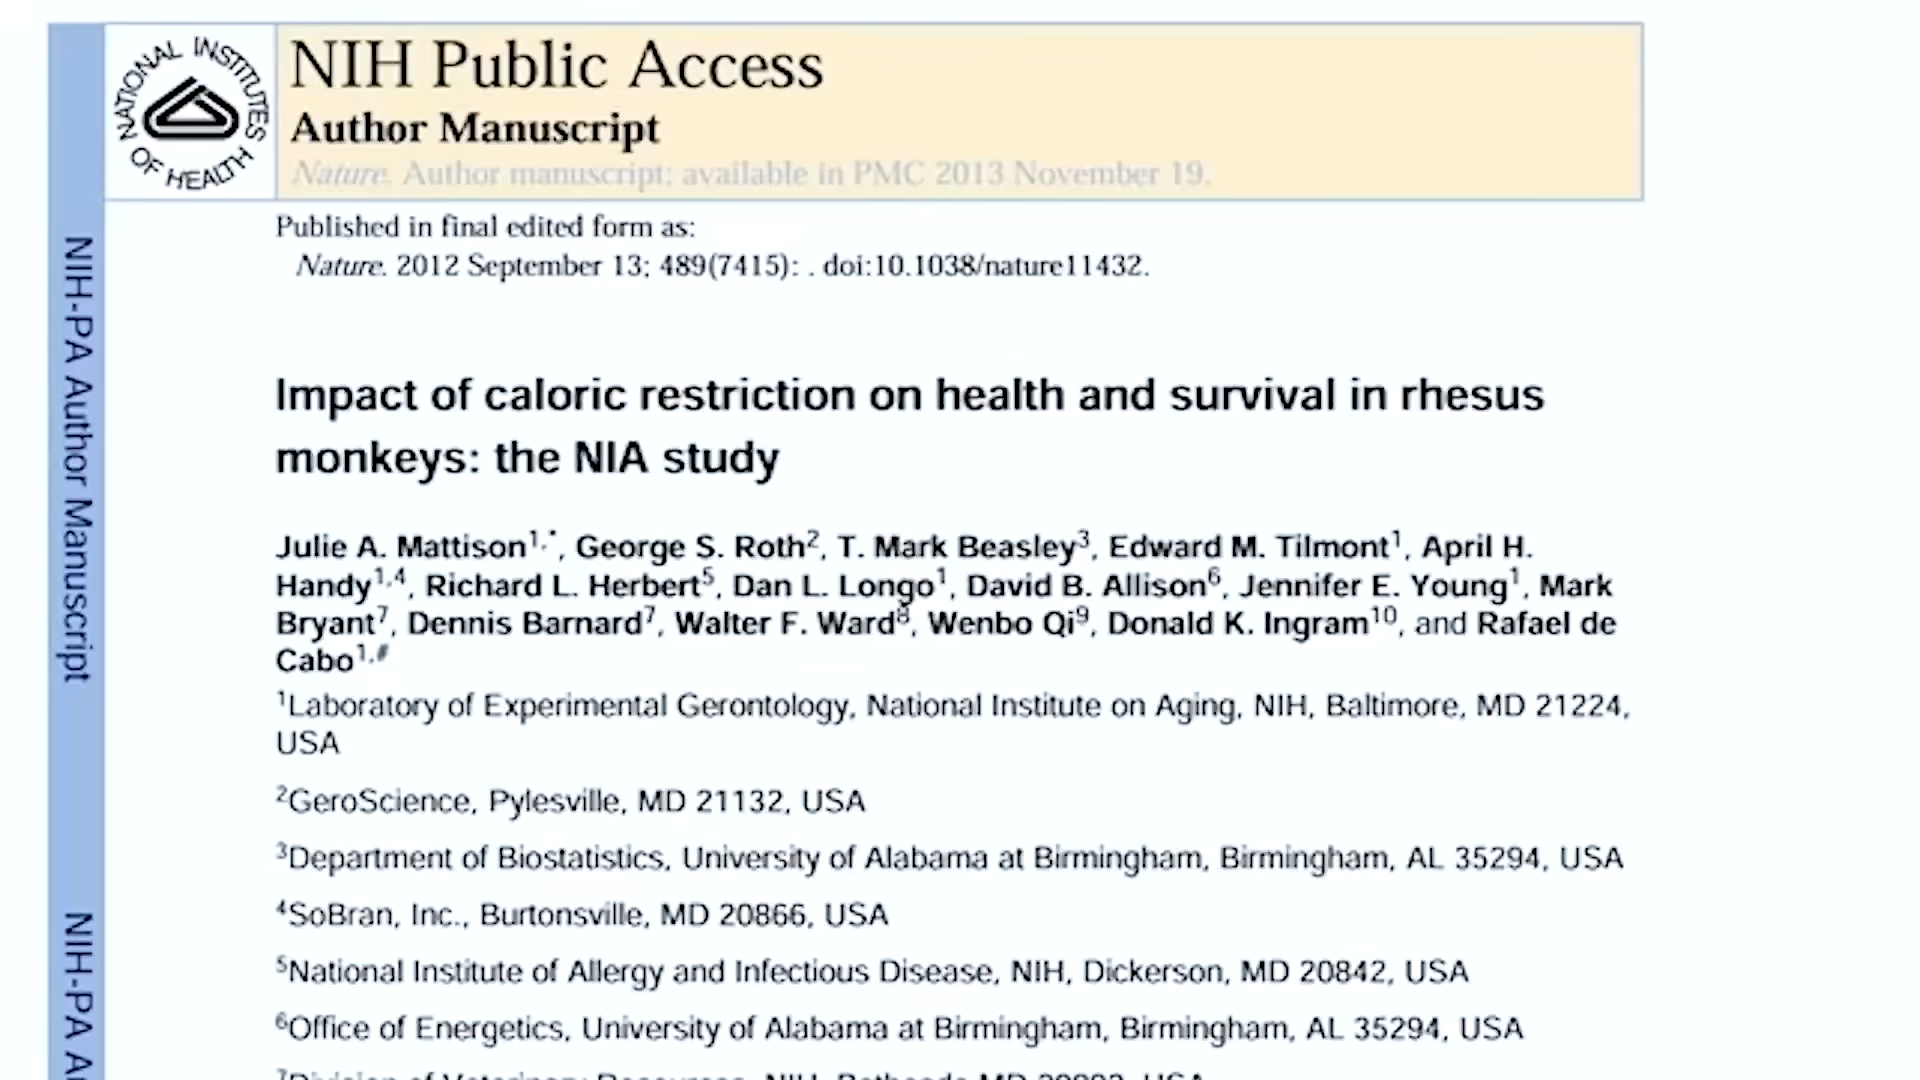 NATIONAL INSTITUTES OF HEALTH
NIH Public Access
Author Manuscript
Nature. Author manuscript; available in PMC 2013 November 19.
Published in final edited form as:
Nature. 2012 September 13; 489(7415): . doi:10.1038/nature11432.
Impact of caloric restriction on health and survival in rhesus
monkeys: the NIA study
Julie A. Mattison1,*, George S. Roth2, T. Mark Beasley3, Edward M. Tilmont1, April H.
Handy1,4, Richard L. Herbert5, Dan L. Longo1, David B. Allison6, Jennifer E. Young1, Mark
Bryant7, Dennis Barnard7, Walter F. Ward8, Wenbo Qi9, Donald K. Ingram10, and Rafael de
Cabo1,#
1Laboratory of Experimental Gerontology, National Institute on Aging, NIH, Baltimore, MD 21224,
USA
2GeroScience, Pylesville, MD 21132, USA
3Department of Biostatistics, University of Alabama at Birmingham, Birmingham, AL 35294, USA
4SoBran, Inc., Burtonsville, MD 20866, USA
5National Institute of Allergy and Infectious Disease, NIH, Dickerson, MD 20842, USA
6Office of Energetics, University of Alabama at Birmingham, Birmingham, AL 35294, USA
NIH-PA Author Manuscript
NIH-PA